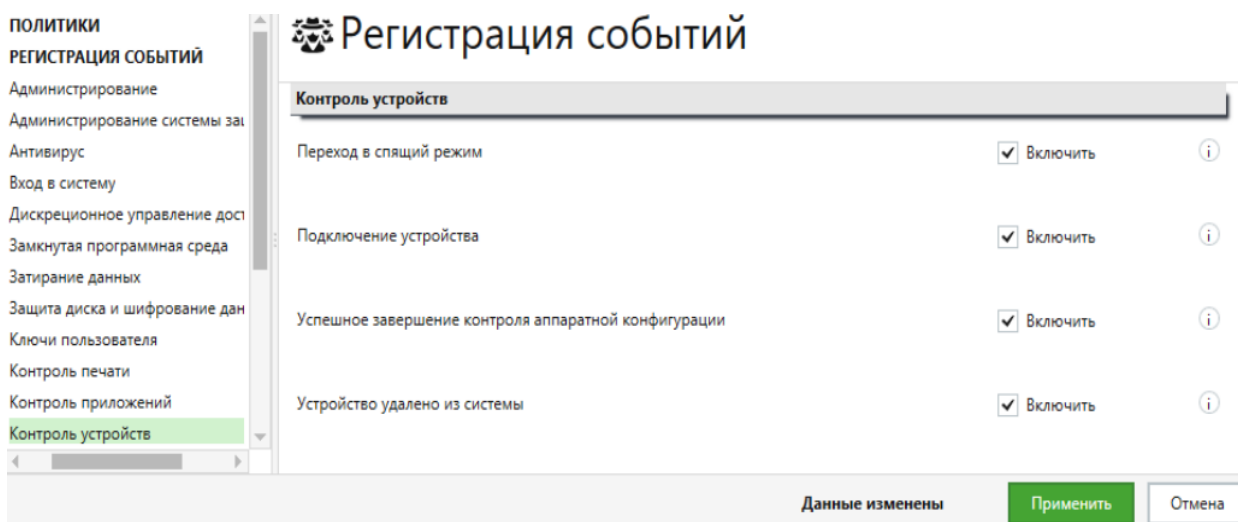 ПОЛИТИКИ
РЕГИСТРАЦИЯ СОБЫТИЙ
Администрирование
Администрирование системы за
Антивирус
Вход в систему
Дискреционное управление дост
Замкнутая программная среда
Затирание данных
Защита диска и шифрование дан
Ключи пользователя
Контроль печати
Контроль приложений
Контроль устройств
Регистрация событий
Контроль устройств
Переход в спящий режим
Включить
Подключение устройства
Включить
Успешное завершение контроля аппаратной конфигурации
Включить
Устройство удалено из системы
Включить
Данные изменены
Применить
Отмена